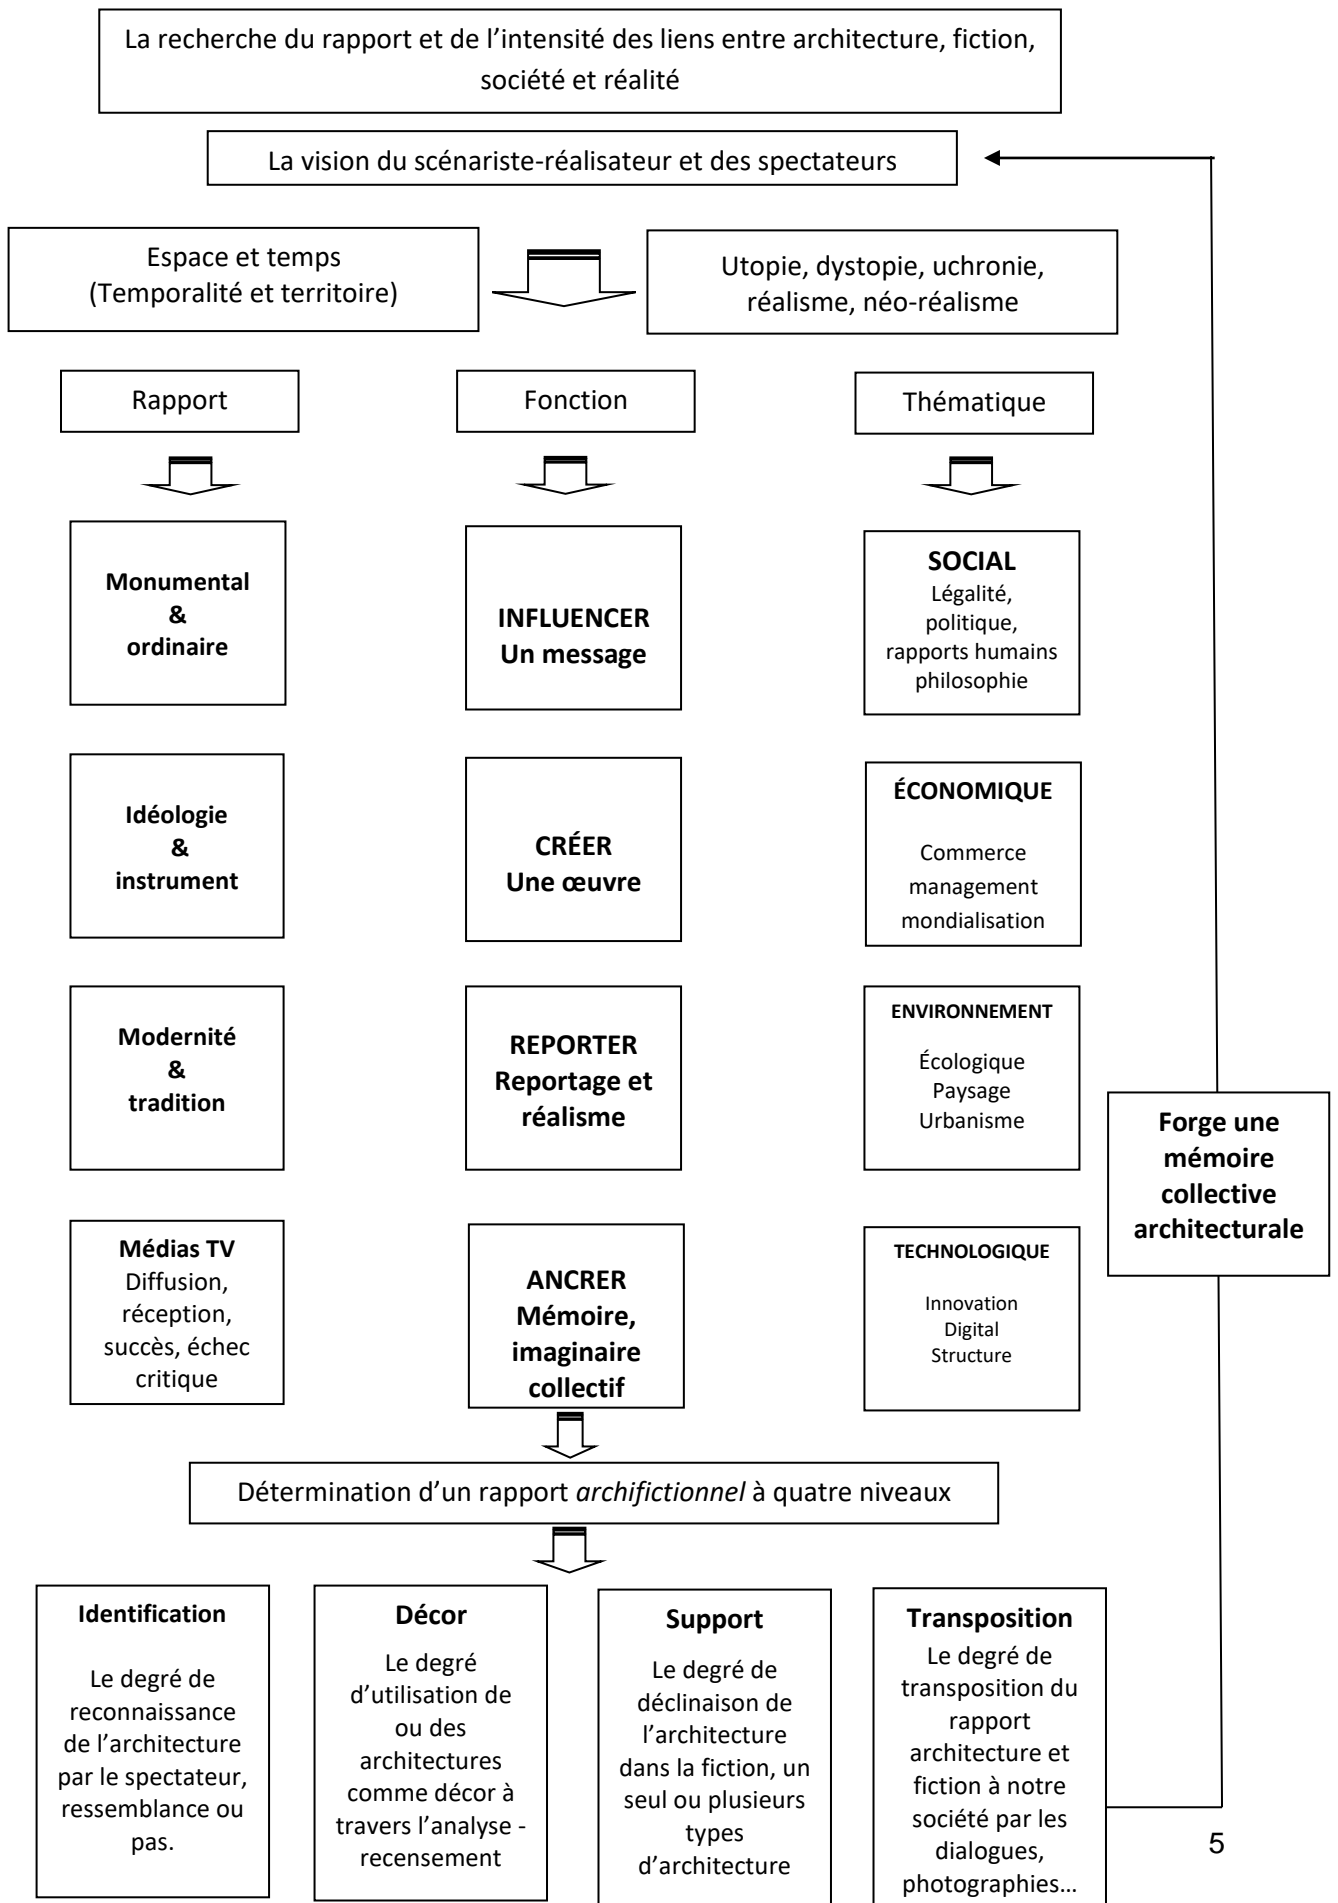 La recherche du rapport et de l’intensité des liens entre architecture, fiction,
société et réalité
La vision du scénariste-réalisateur et des spectateurs
Espace et temps
(Temporalité et territoire)
Utopie, dystopie, uchronie,
réalisme, néo-réalisme
Rapport
Fonction
Thématique
Monumental
&
ordinaire
INFLUENCER
Un message
SOCIAL
Légalité,
politique,
rapports humains
philosophie
Idéologie
&
instrument
CRÉER
Une œuvre
ÉCONOMIQUE
Commerce
management
mondialisation
Modernité
&
tradition
REPORTER
Reportage et
réalisme
ENVIRONNEMENT
Écologique
Paysage
Urbanisme
Forge une
mémoire
collective
architecturale
Médias TV
Diffusion,
réception,
succès, échec
critique
ANCRER
Mémoire,
imaginaire
collectif
TECHNOLOGIQUE
Innovation
Digital
Structure
Détermination d’un rapport archifictionnel à quatre niveaux
Identification
Le degré de
reconnaissance
de l’architecture
par le spectateur,
ressemblance ou
pas.
Décor
Le degré
d’utilisation de
ou des
architectures
comme décor à
travers l’analyse -
recensement
Support
Le degré de
déclinaison de
l’architecture
dans la fiction, un
seul ou plusieurs
types
d’architecture
Transposition
Le degré de
transposition du
rapport
architecture et
fiction à notre
société par les
dialogues,
photographies…
5